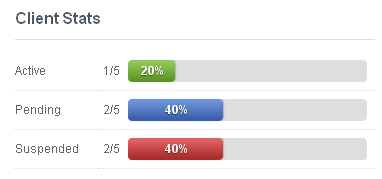 Client Stats
Active 1/5 20%
Pending 2/5 40%
Suspended 2/5 40%